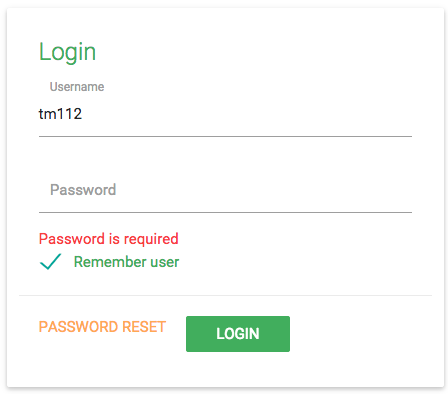 Login
Username
tm112
Password
Password is required
Remember user
PASSWORD RESET
LOGIN